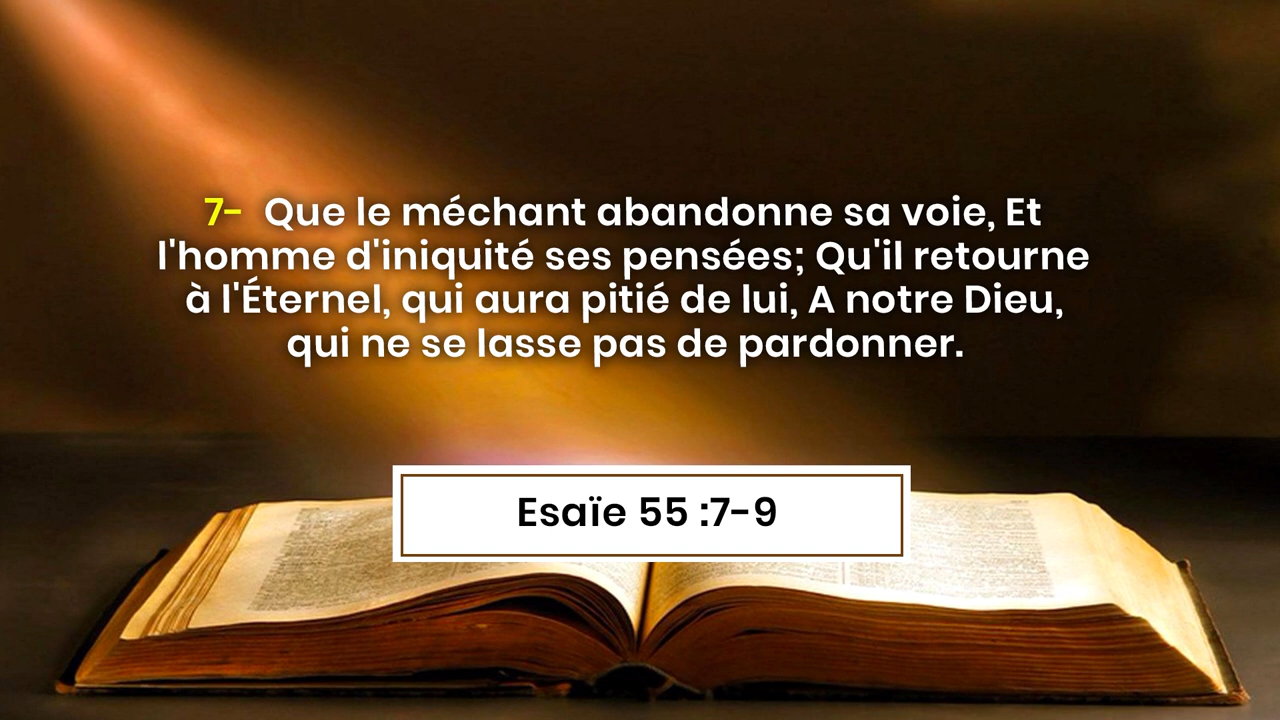 7- Que le méchant abandonne sa voie, Et
l'homme d'iniquité ses pensées; Qu'il retourne
à l'Éternel, qui aura pitié de lui, A notre Dieu,
qui ne se lasse pas de pardonner.
Esaïe 55 :7-9